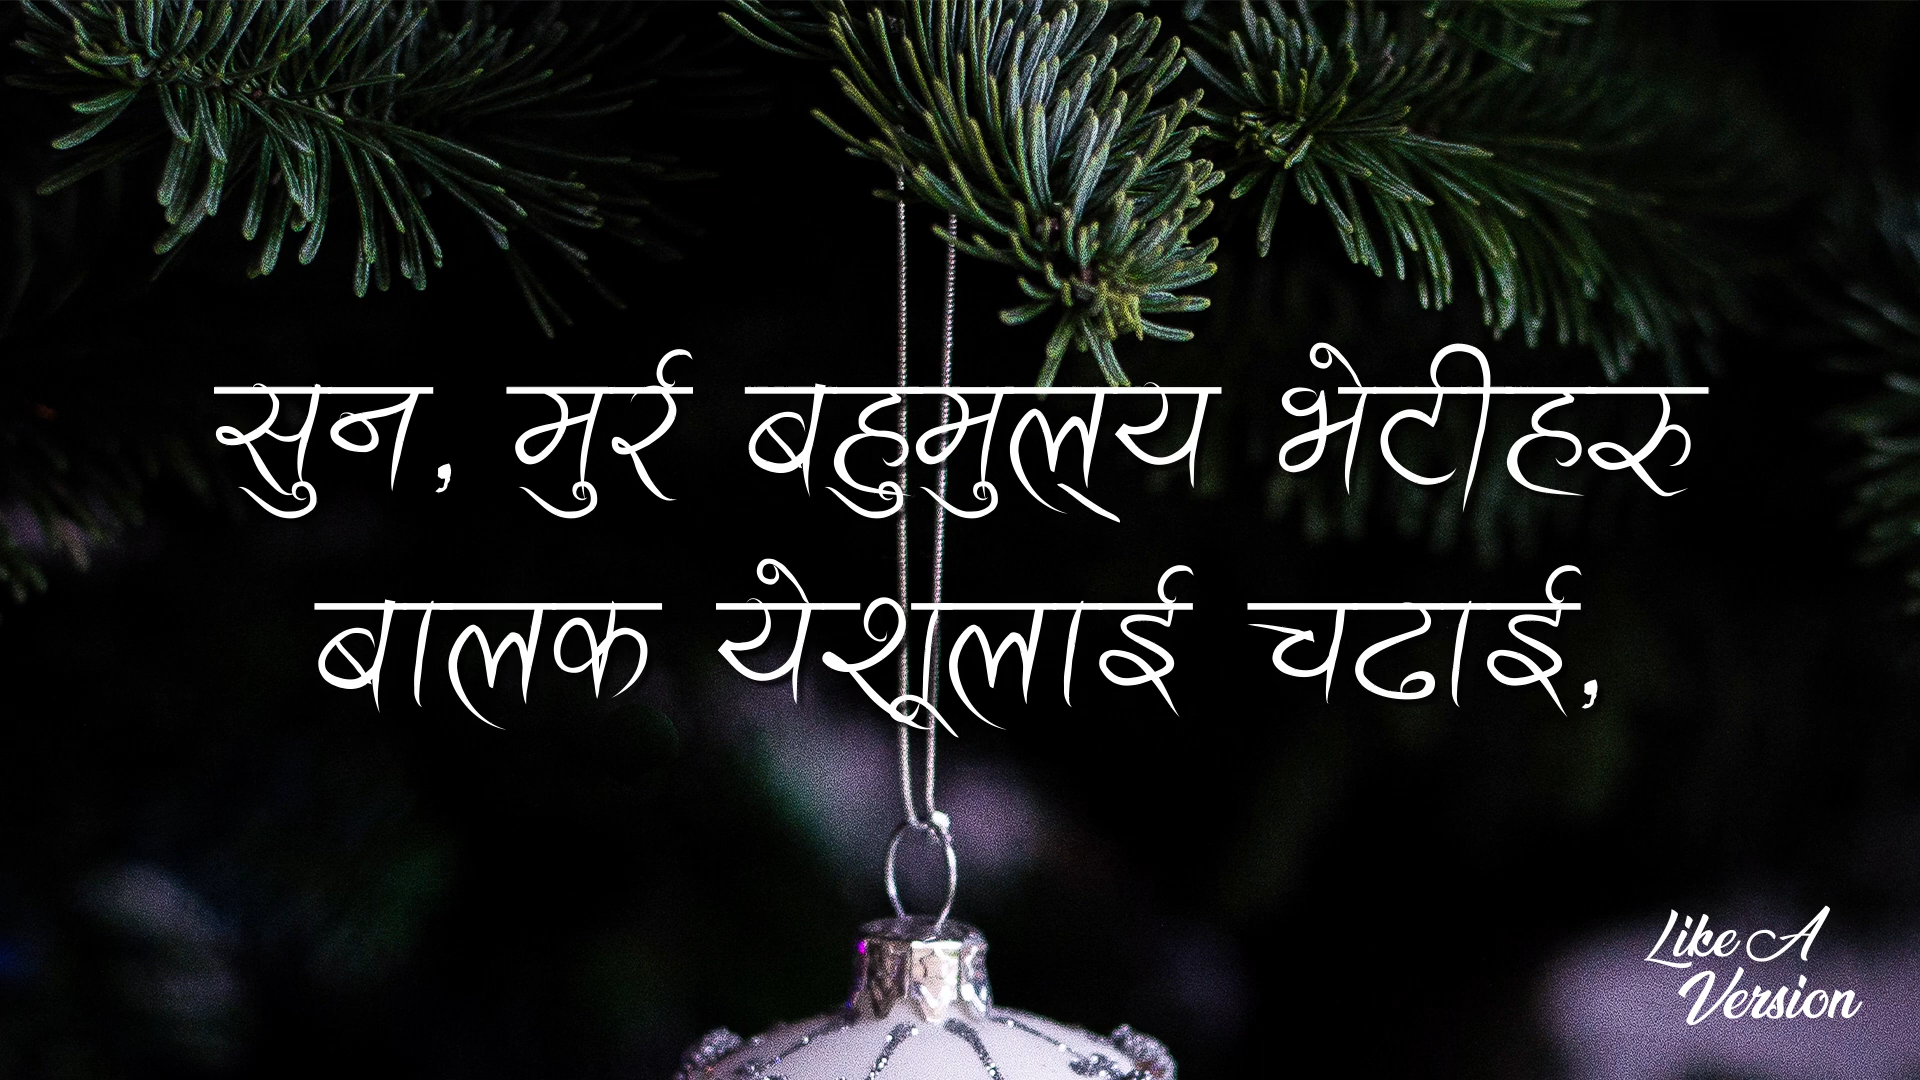 सुन, मुर्र बहुमुल्य भेटीहरु
बालक येशूलाई चढाई,
Like A
Version